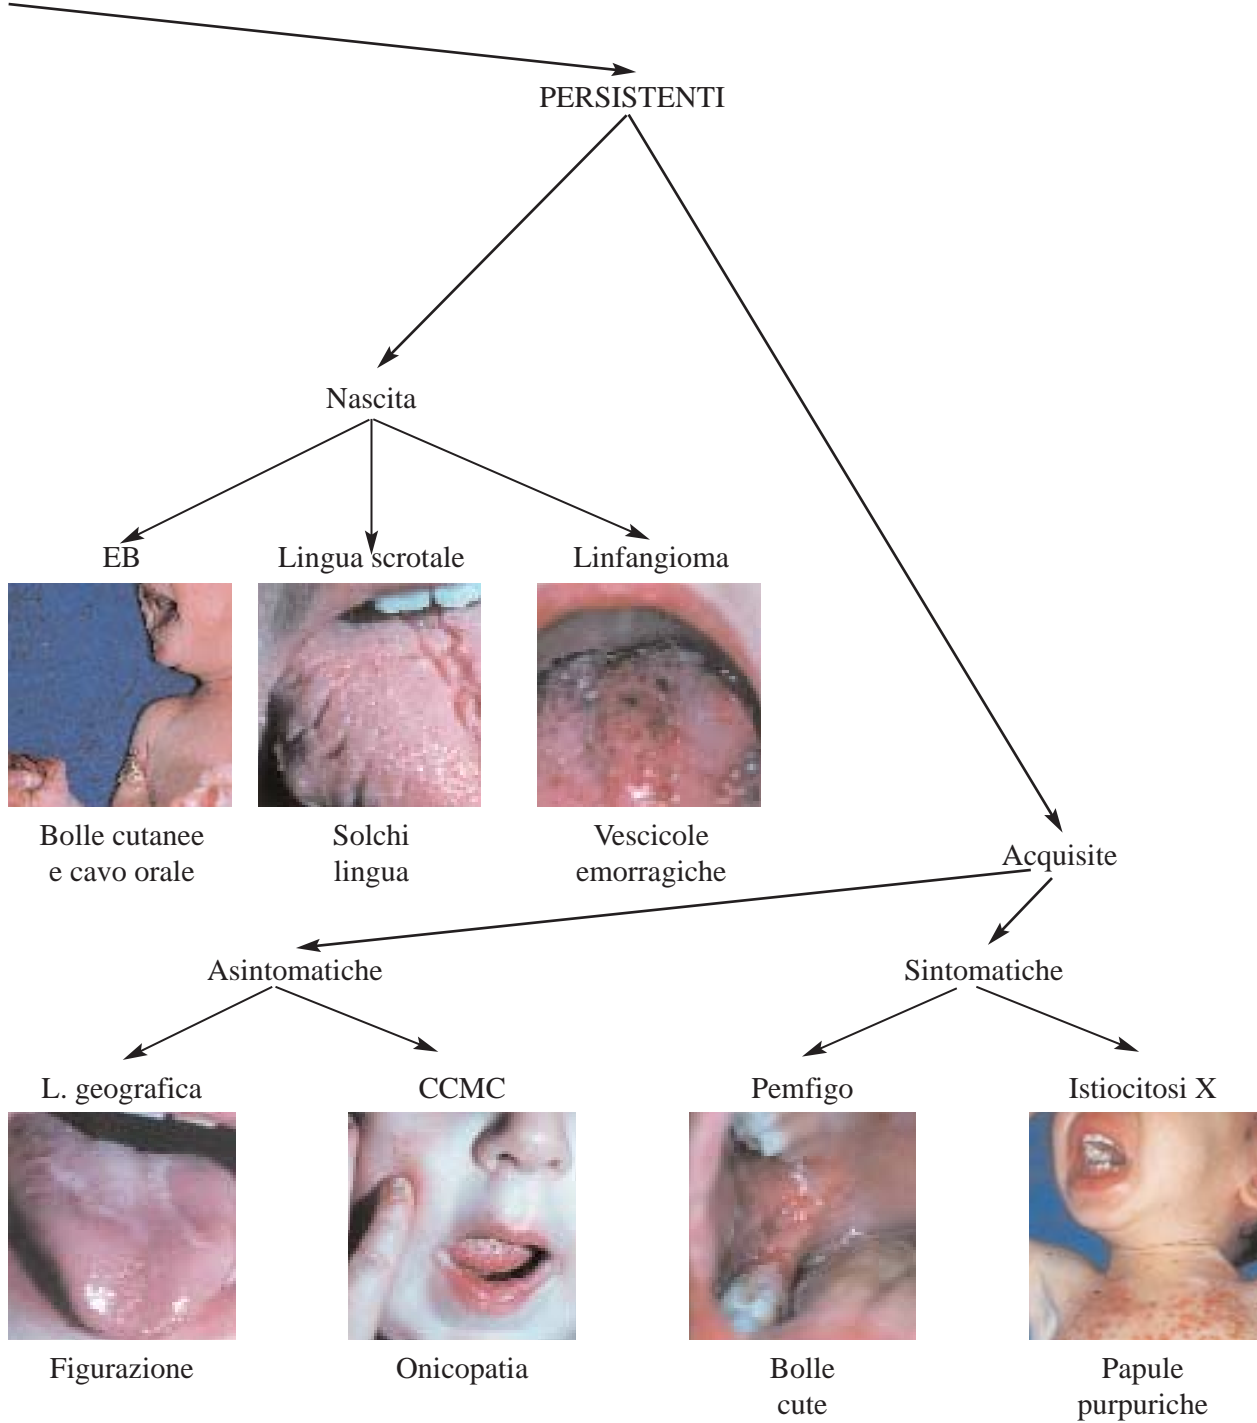 PERSISTENTI
Nascita
EB
Lingua scrotale
Linfangioma
Bolle cutanee
e cavo orale
Solchi
lingua
Vescicole
emorragiche
Acquisite
Asintomatiche
Sintomatiche
L. geografica
CCMC
Pemfigo
Istiocitosi X
Figurazione
Onicopatia
Bolle
cute
Papule
purpuriche